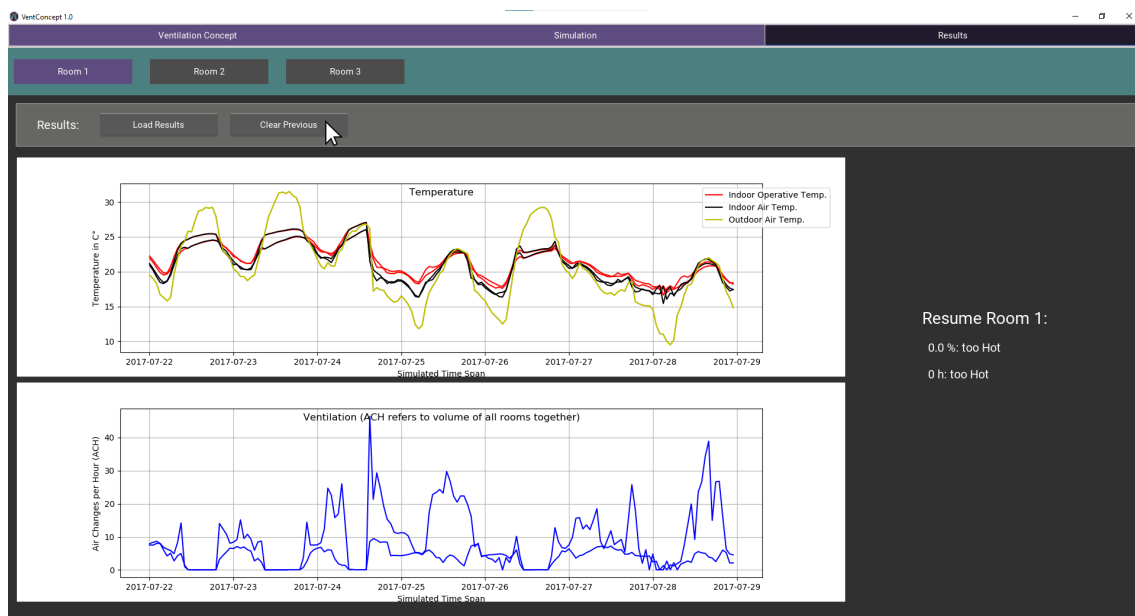 VentConcept 1.0
Ventilation Concept Simulation Results
Room 1 Room 2 Room 3
Results: Load Results Clear Previous
Temperature
Indoor Operative Temp.
Indoor Air Temp.
Outdoor Air Temp.
Temperature in C°
30
25
20
15
10
2017-07-22 2017-07-23 2017-07-24 2017-07-25 2017-07-26 2017-07-27 2017-07-28 2017-07-29
Simulated Time Span
Resume Room 1:
0.0 %: too Hot
0 h: too Hot
Ventilation (ACH refers to volume of all rooms together)
Air Changes per Hour (ACH)
40
30
20
10
0
2017-07-22 2017-07-23 2017-07-24 2017-07-25 2017-07-26 2017-07-27 2017-07-28 2017-07-29
Simulated Time Span